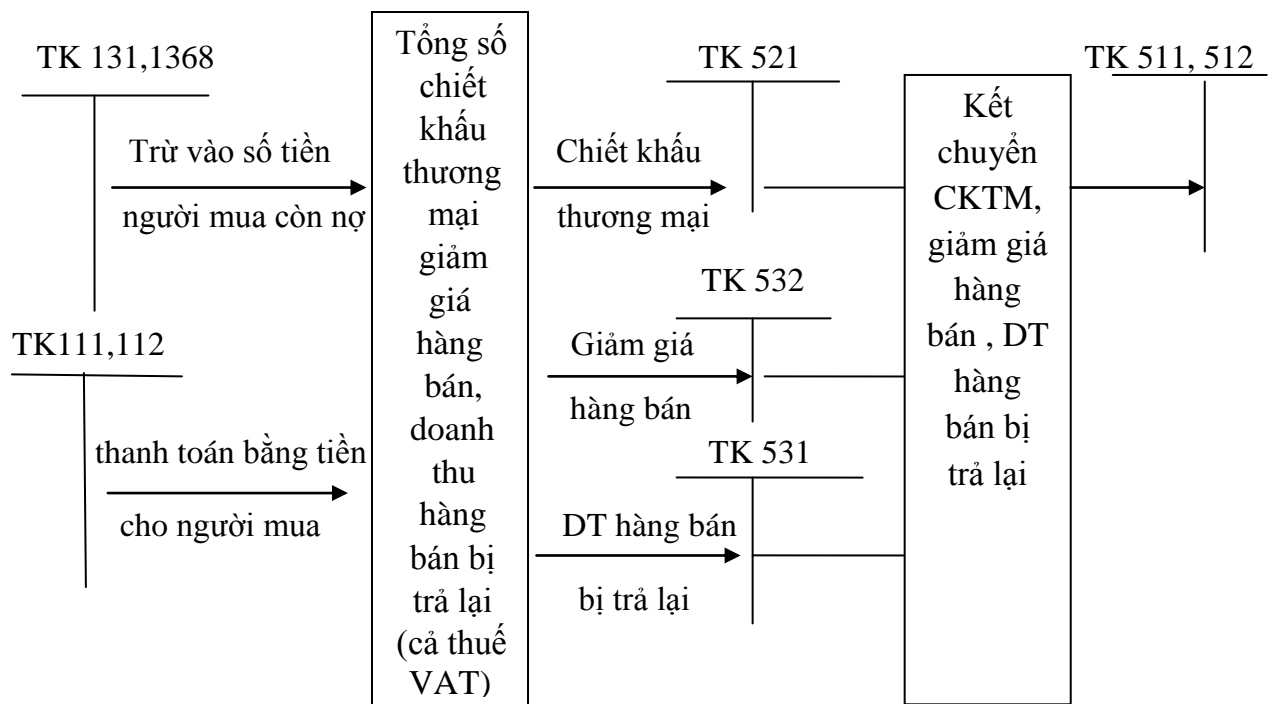 TK 131,1368
Trừ vào số tiền
người mua còn nợ
TK111,112
thanh toán bằng tiền
cho người mua
Tổng số
chiết
khấu
thương
mại
giảm
giá
hàng
bán,
doanh
thu
hàng
bán bị
trả lại
(cả thuế
VAT)
TK 521
Chiết khấu
thương mại
TK 532
Giảm giá
hàng bán
TK 531
DT hàng bán
bị trả lại
Kết
chuyển
CKTM,
giảm giá
hàng
bán , DT
hàng
bán bị
trả lại
TK 511, 512